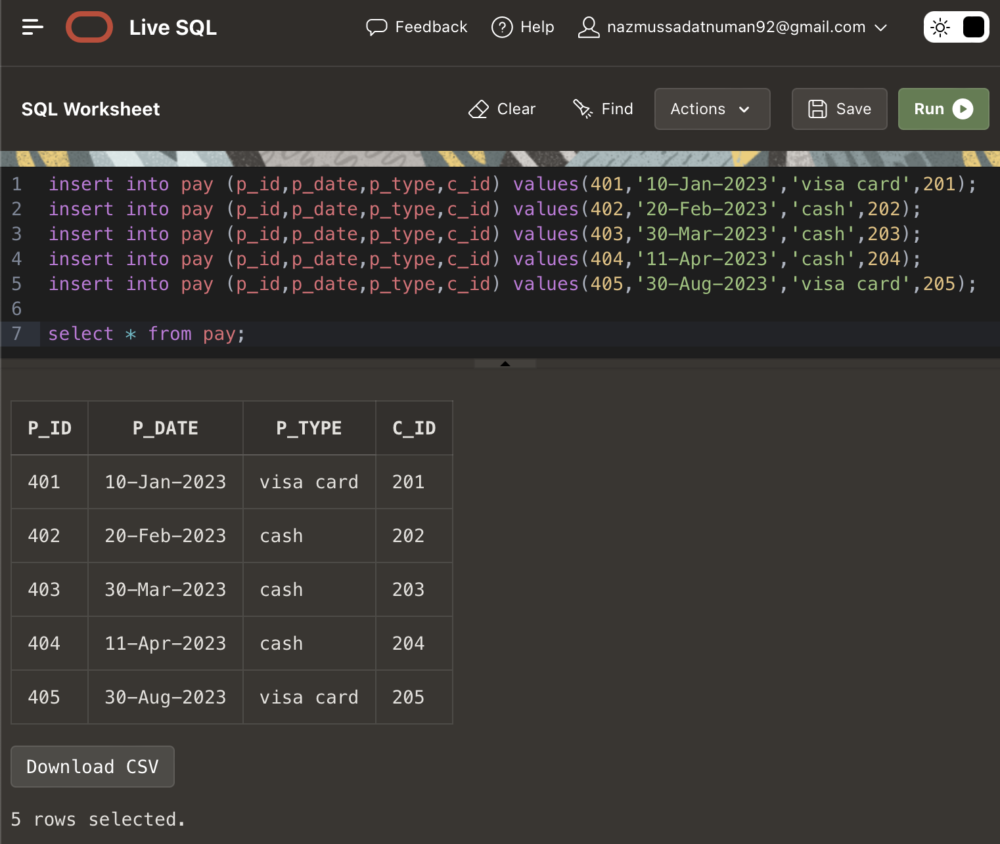 Live SQL Feedback Help nazmussadatnuman92@gmail.com
SQL Worksheet Clear Find Actions Save Run
1 insert into pay (p_id,p_date,p_type,c_id) values(401,'10-Jan-2023','visa card',201);
2 insert into pay (p_id,p_date,p_type,c_id) values(402,'20-Feb-2023','cash',202);
3 insert into pay (p_id,p_date,p_type,c_id) values(403,'30-Mar-2023','cash',203);
4 insert into pay (p_id,p_date,p_type,c_id) values(404,'11-Apr-2023','cash',204);
5 insert into pay (p_id,p_date,p_type,c_id) values(405,'30-Aug-2023','visa card',205);
6
7 select * from pay;
P_ID P_DATE P_TYPE C_ID
401 10-Jan-2023 visa card 201
402 20-Feb-2023 cash 202
403 30-Mar-2023 cash 203
404 11-Apr-2023 cash 204
405 30-Aug-2023 visa card 205
Download CSV
5 rows selected.